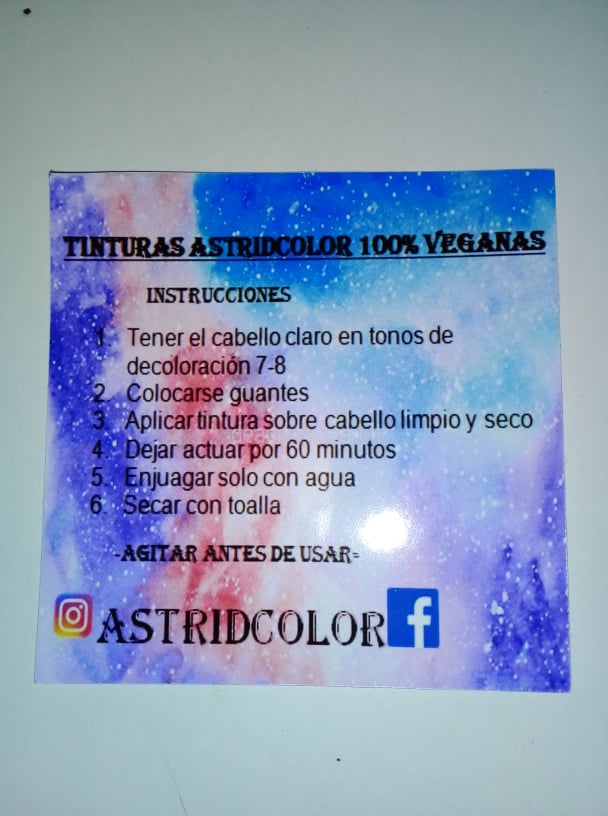 TINTURAS ASTRIDCOLOR 100% VEGANAS
INSTRUCCIONES
1. Tener el cabello claro en tonos de
decoloración 7-8
2. Colocarse guantes
3. Aplicar tintura sobre cabello limpio y seco
4. Dejar actuar por 60 minutos
5. Enjuagar solo con agua
6. Secar con toalla
-AGITAR ANTES DE USAR-
ASTRIDCOLOR